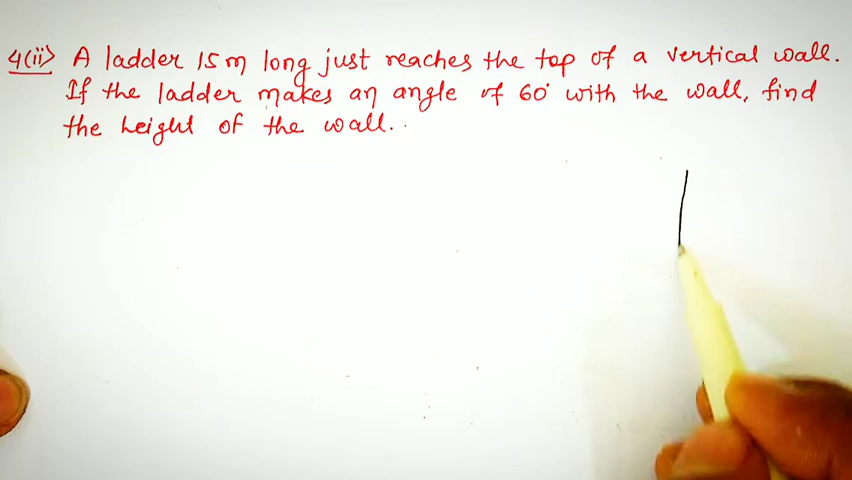 4(ii)> A ladder 15m long just reaches the top of a vertical wall.
If the ladder makes an angle of 60° with the wall, find
the height of the wall.